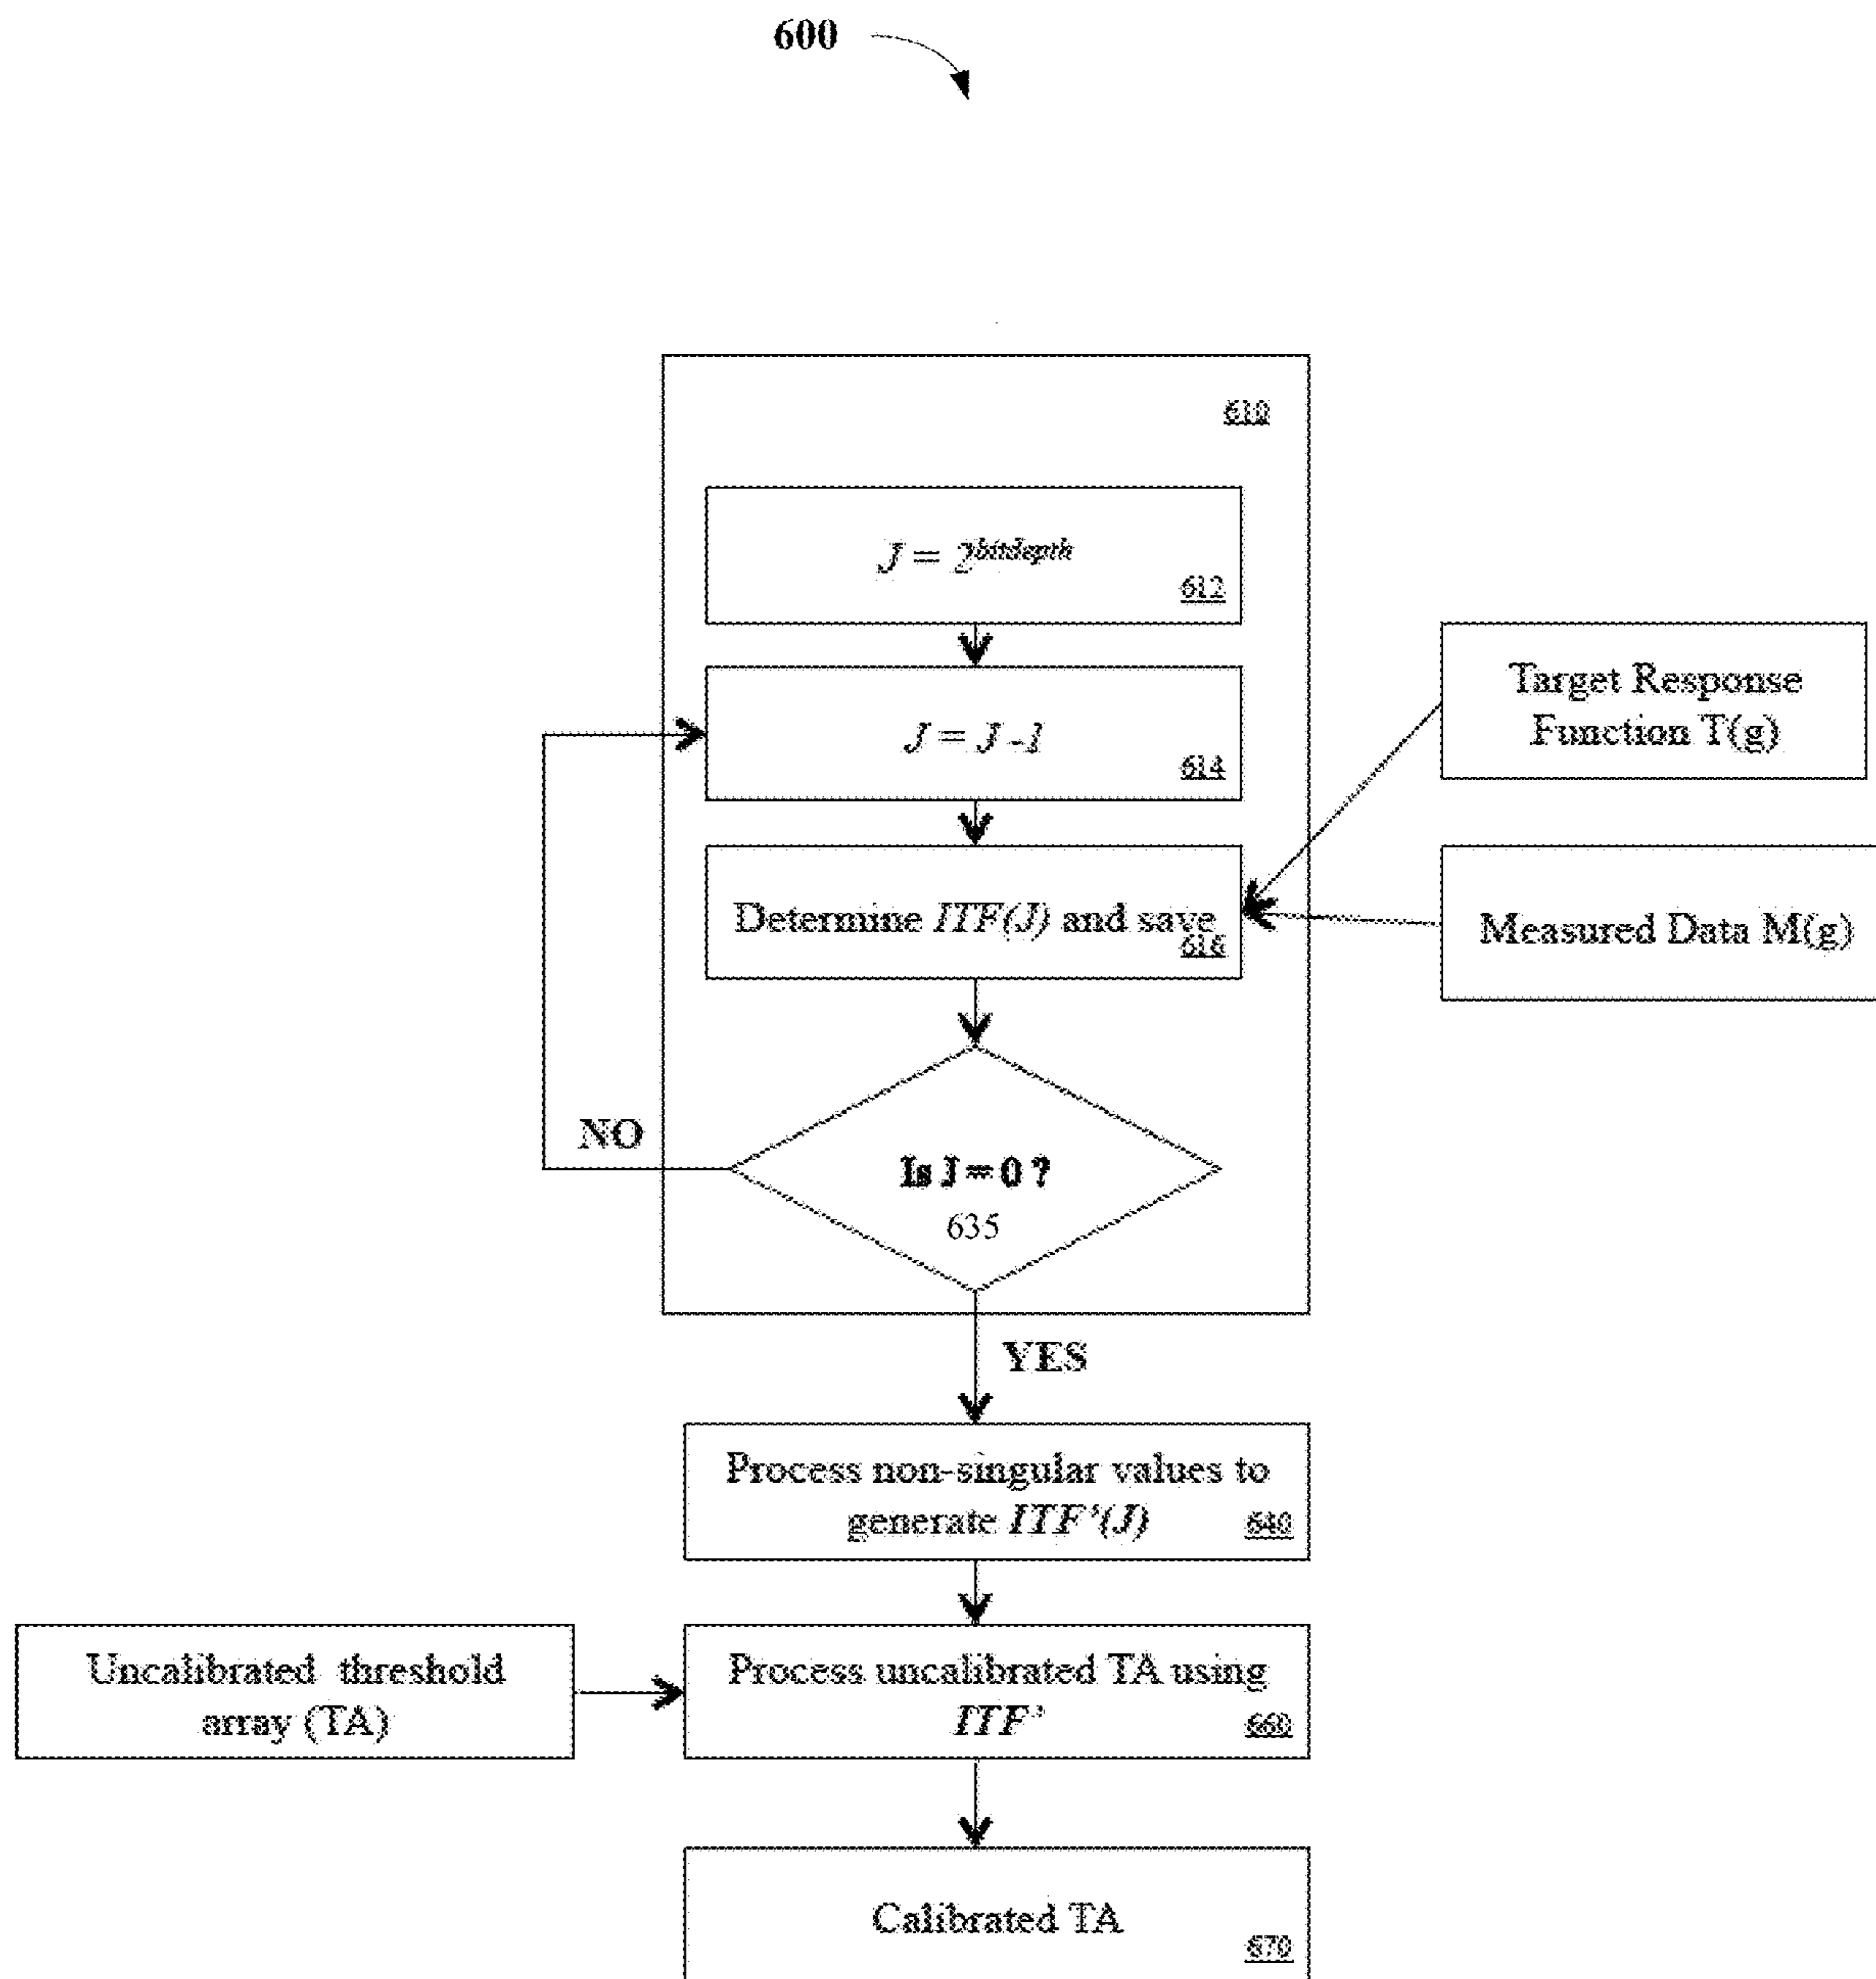 600
610
J = 2^bitdepth
612
J = J -1
614
Target Response
Function T(g)
Determine ITF(J) and save
616
Measured Data M(g)
NO
Is J = 0 ?
635
YES
Process non-singular values to
generate ITF'(J)
640
Uncalibrated threshold
array (TA)
Process uncalibrated TA using
ITF'
660
Calibrated TA
670